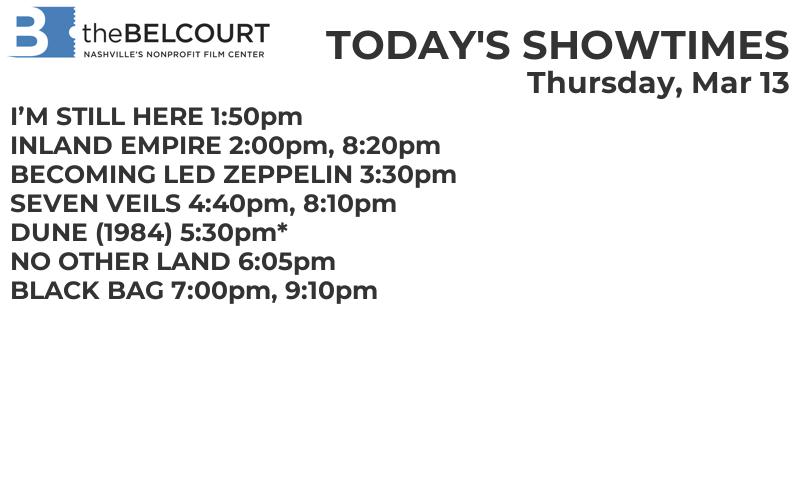 B theBELCOURT
NASHVILLE'S NONPROFIT FILM CENTER
TODAY'S SHOWTIMES
Thursday, Mar 13
I’M STILL HERE 1:50pm
INLAND EMPIRE 2:00pm, 8:20pm
BECOMING LED ZEPPELIN 3:30pm
SEVEN VEILS 4:40pm, 8:10pm
DUNE (1984) 5:30pm*
NO OTHER LAND 6:05pm
BLACK BAG 7:00pm, 9:10pm